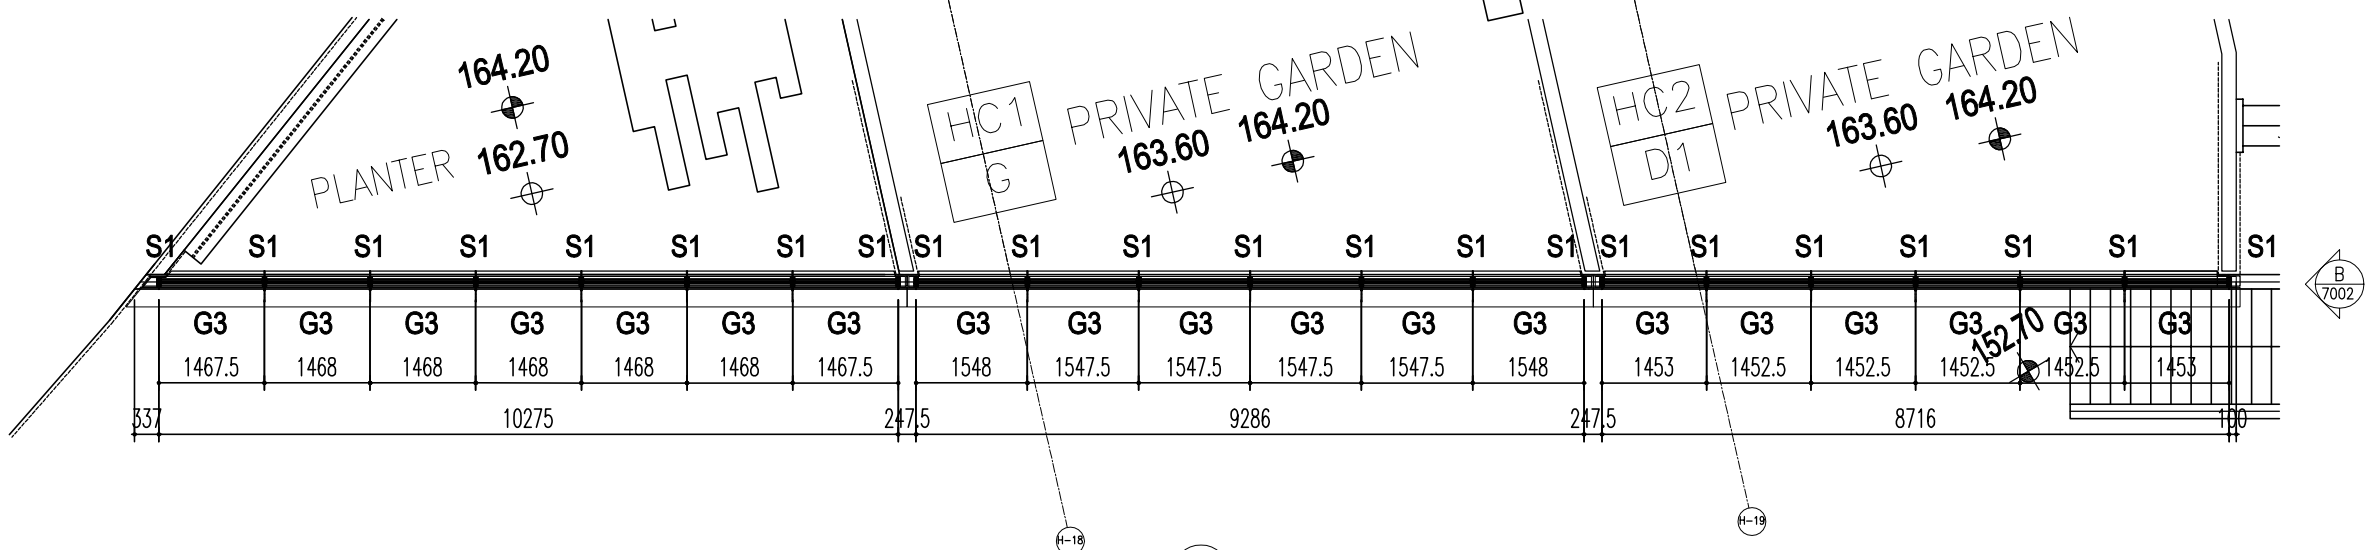 164.20
PLANTER 162.70
HC1
G
PRIVATE GARDEN
163.60 164.20
HC2
D1
PRIVATE GARDEN
163.60 164.20
S1 S1 S1 S1 S1 S1 S1 S1 S1 S1 S1 S1 S1 S1 S1 S1 S1 S1 S1 S1 S1 S1
B
7002
G3 G3 G3 G3 G3 G3 G3 G3 G3 G3 G3 G3 G3 G3 G3 G3 G3 G3 G3
152.70
1467.5 1468 1468 1468 1468 1468 1467.5 1548 1547.5 1547.5 1547.5 1547.5 1548 1453 1452.5 1452.5 1452.5 1452.5 1453
337 10275 247.5 9286 247.5 8716 100
H-19
H-18